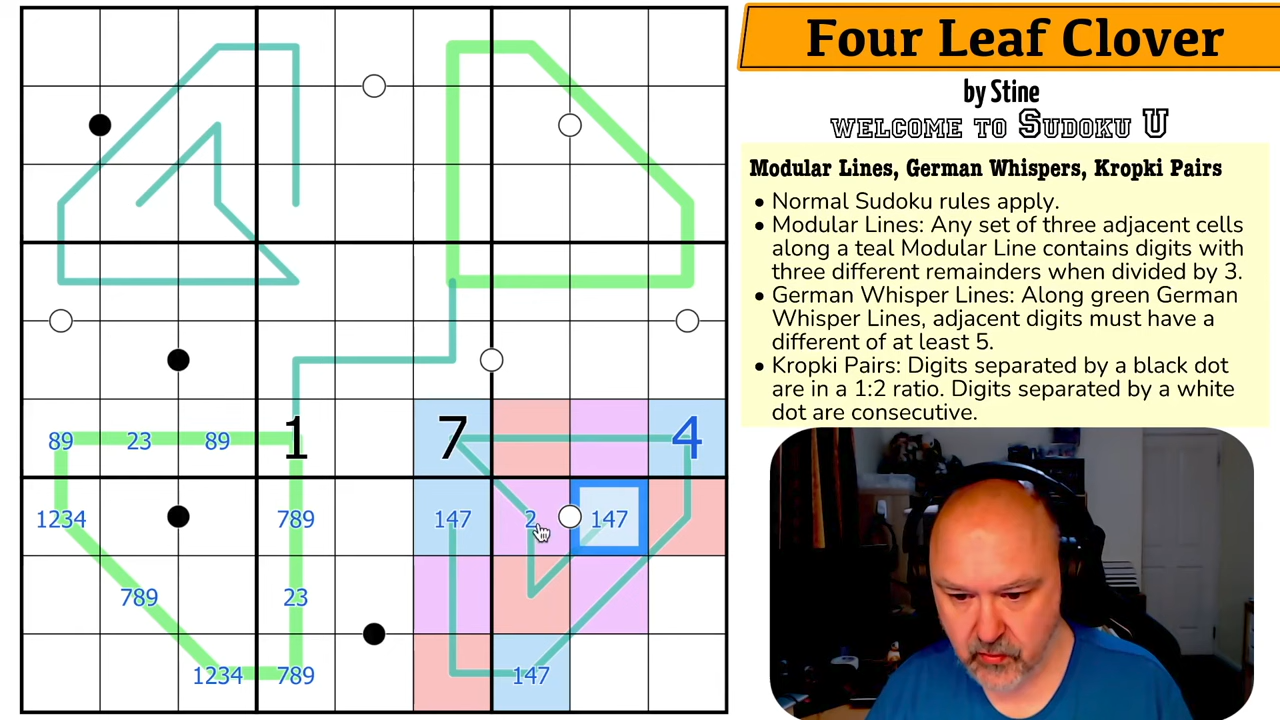 Four Leaf Clover
by Stine
WELCOME TO SUDOKU U
Modular Lines, German Whispers, Kropki Pairs
• Normal Sudoku rules apply.
• Modular Lines: Any set of three adjacent cells
along a teal Modular Line contains digits with
three different remainders when divided by 3.
• German Whisper Lines: Along green German
Whisper Lines, adjacent digits must have a
different of at least 5.
• Kropki Pairs: Digits separated by a black dot
are in a 1:2 ratio. Digits separated by a white
dot are consecutive.
89 23 89 1 7 4
1234 789 147 2 147
789 23
1234 789 147